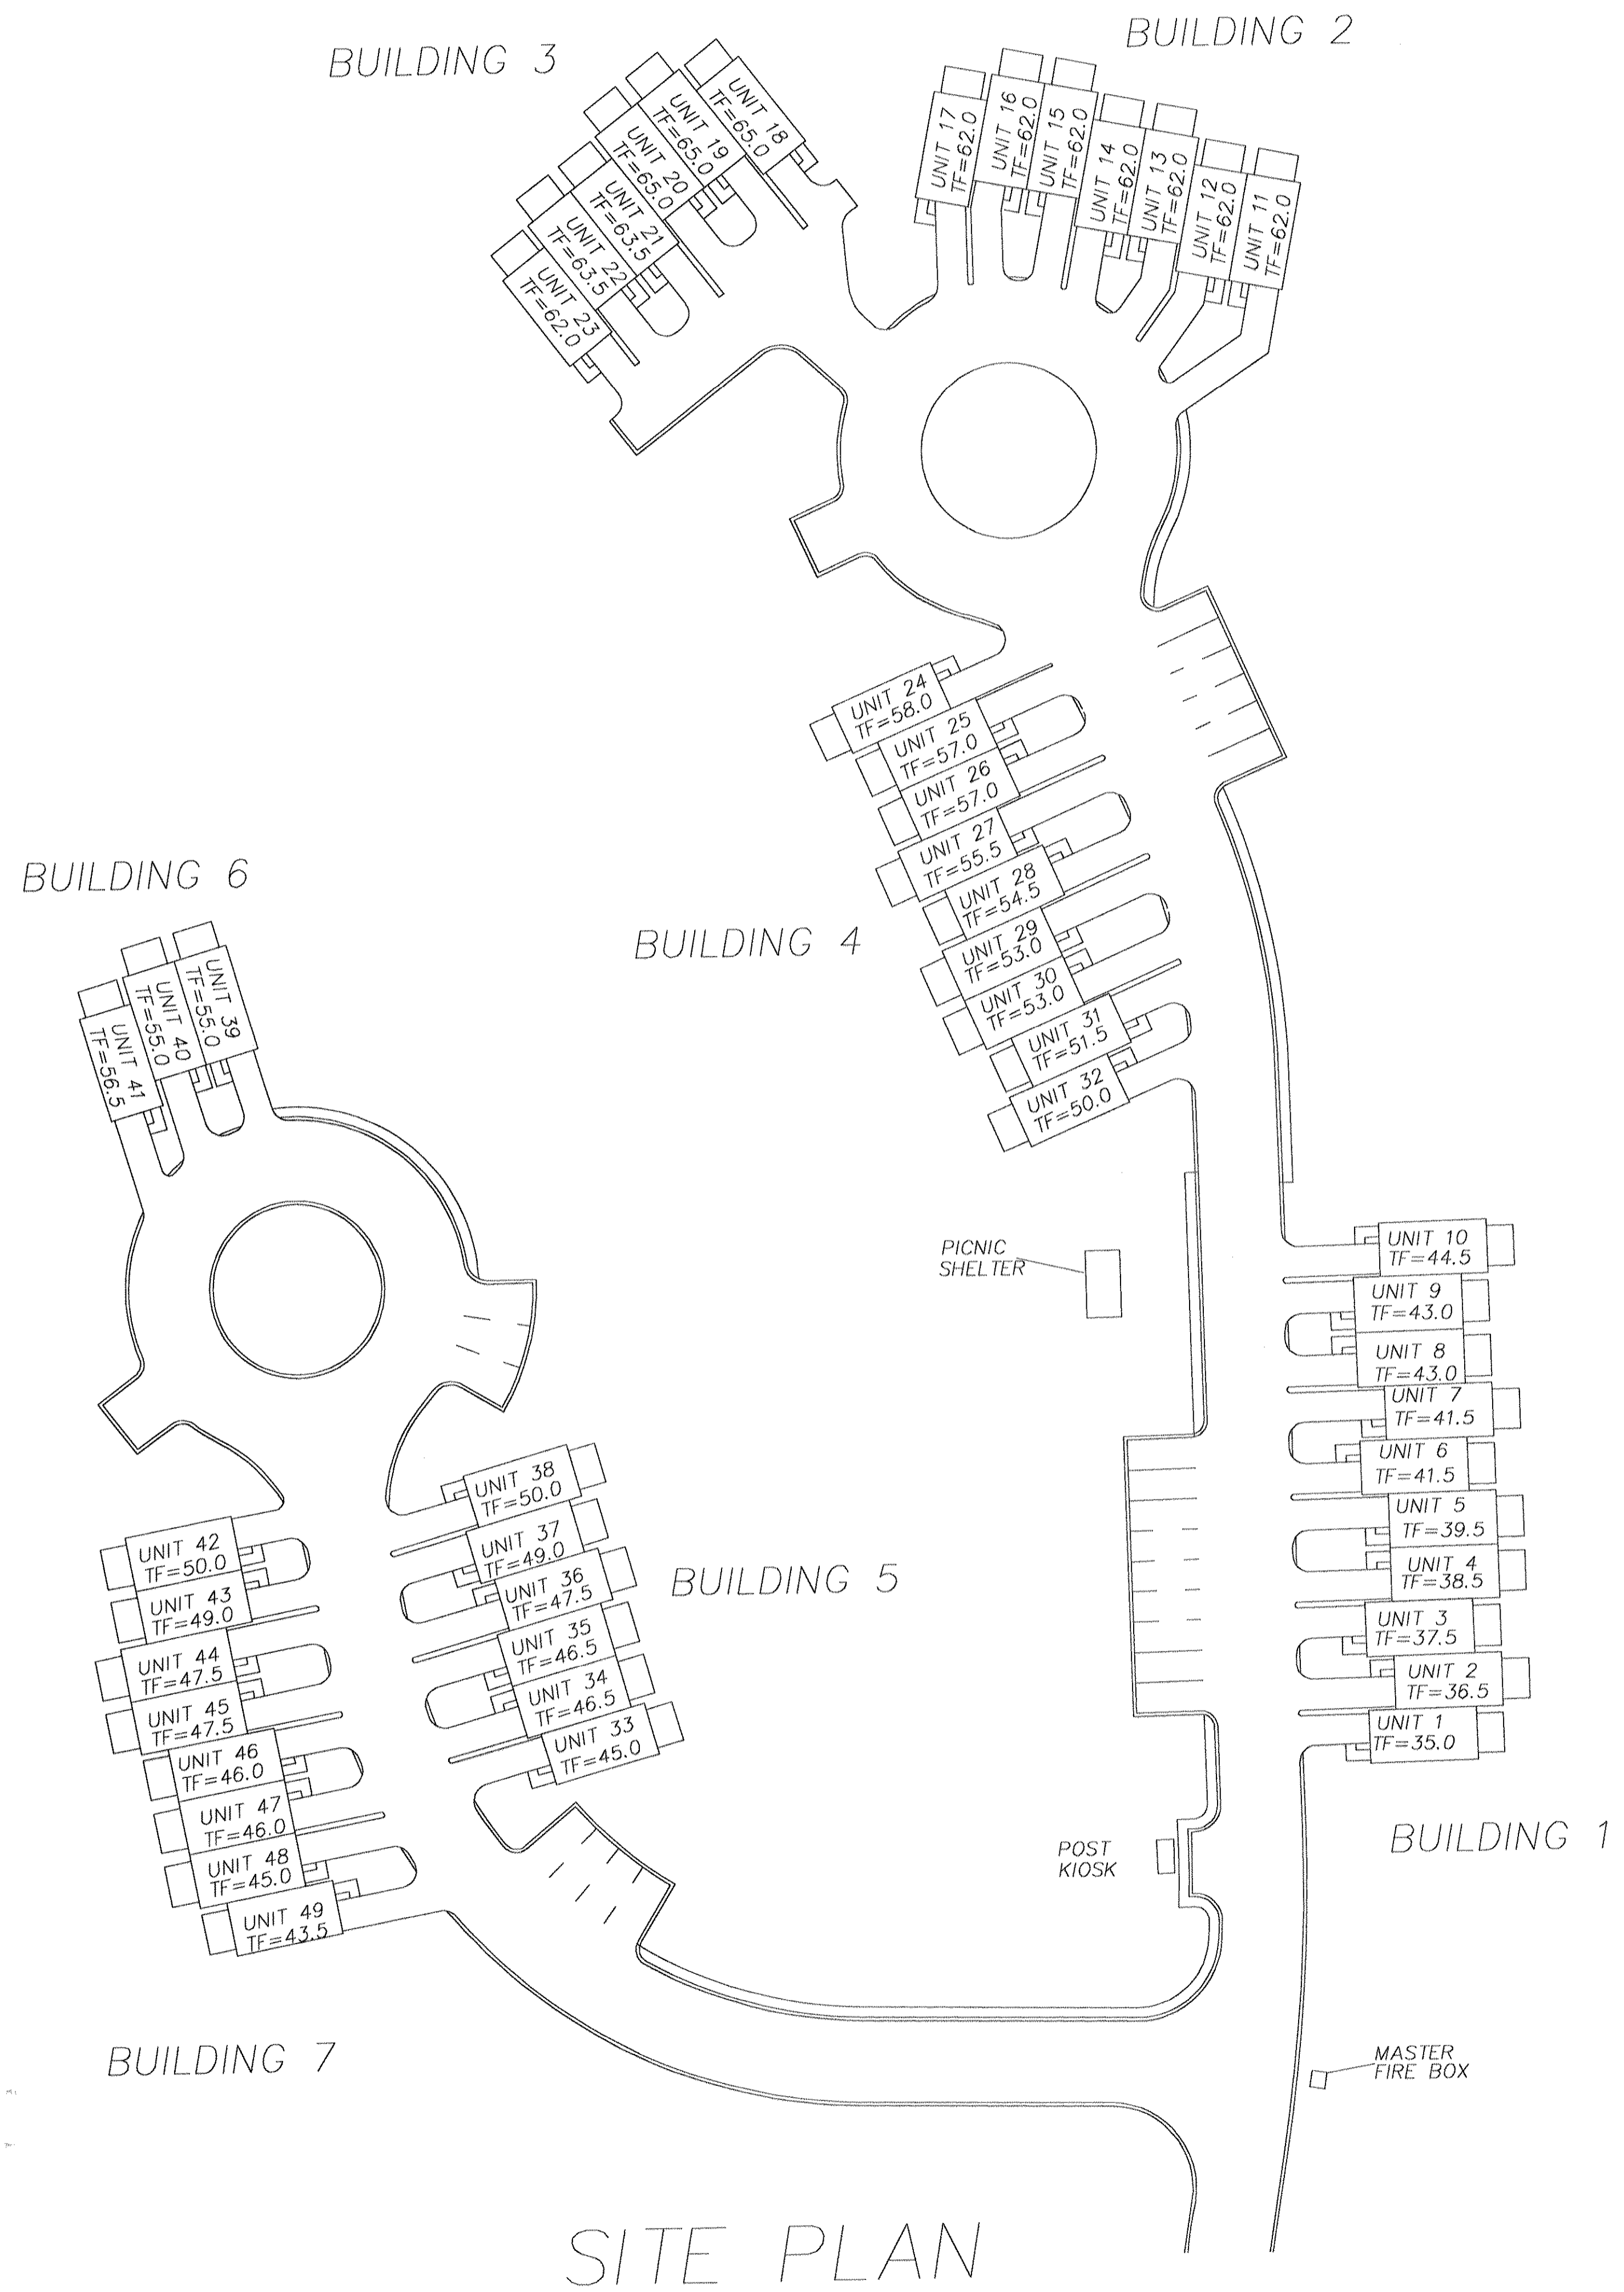 BUILDING 3
BUILDING 2
UNIT 18
TF=65.0
UNIT 19
TF=65.0
UNIT 20
TF=65.0
UNIT 21
TF=63.5
UNIT 22
TF=63.5
UNIT 23
TF=62.0
UNIT 17
TF=62.0
UNIT 16
TF=62.0
UNIT 15
TF=62.0
UNIT 14
TF=62.0
UNIT 13
TF=62.0
UNIT 12
TF=62.0
UNIT 11
TF=62.0
UNIT 24
TF=58.0
UNIT 25
TF=57.0
UNIT 26
TF=57.0
UNIT 27
TF=55.5
UNIT 28
TF=54.5
UNIT 29
TF=53.0
UNIT 30
TF=53.0
UNIT 31
TF=51.5
UNIT 32
TF=50.0
BUILDING 4
BUILDING 6
UNIT 39
TF=55.0
UNIT 40
TF=55.0
UNIT 41
TF=56.5
PICNIC
SHELTER
UNIT 10
TF=44.5
UNIT 9
TF=43.0
UNIT 8
TF=43.0
UNIT 7
TF=41.5
UNIT 6
TF=41.5
UNIT 5
TF=39.5
UNIT 4
TF=38.5
UNIT 3
TF=37.5
UNIT 2
TF=36.5
UNIT 1
TF=35.0
BUILDING 1
UNIT 38
TF=50.0
UNIT 37
TF=49.0
UNIT 36
TF=47.5
UNIT 35
TF=46.5
UNIT 34
TF=46.5
UNIT 33
TF=45.0
BUILDING 5
UNIT 42
TF=50.0
UNIT 43
TF=49.0
UNIT 44
TF=47.5
UNIT 45
TF=47.5
UNIT 46
TF=46.0
UNIT 47
TF=46.0
UNIT 48
TF=45.0
UNIT 49
TF=43.5
BUILDING 7
POST
KIOSK
MASTER
FIRE BOX
SITE PLAN